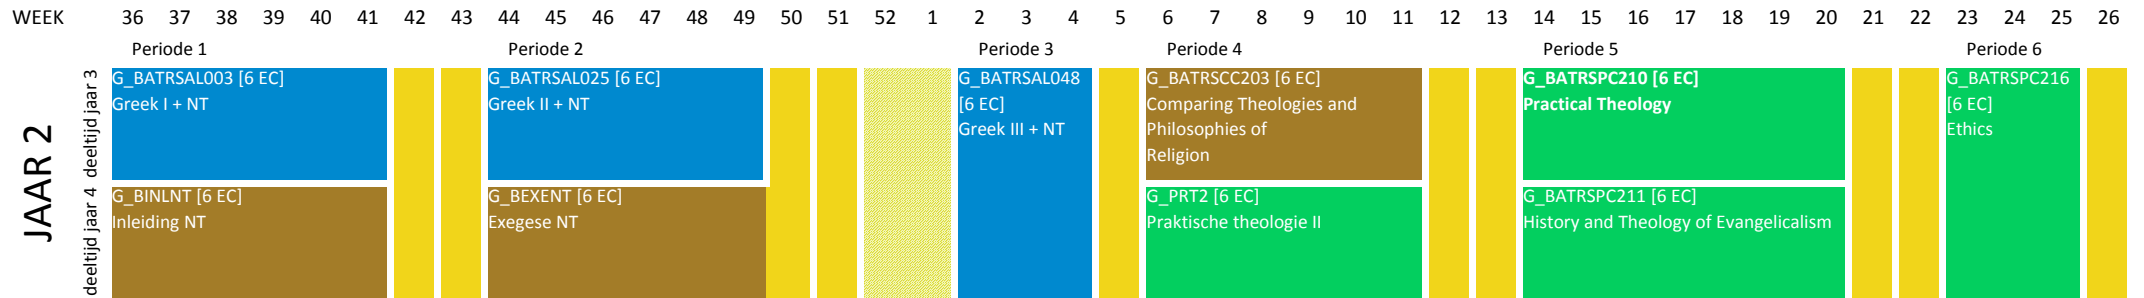 WEEK 36 37 38 39 40 41 42 43 44 45 46 47 48 49 50 51 52 1 2 3 4 5 6 7 8 9 10 11 12 13 14 15 16 17 18 19 20 21 22 23 24 25 26
Periode 1 Periode 2 Periode 3 Periode 4 Periode 5 Periode 6
JAAR 2
deeltijd jaar 3
G_BATRSAL003 [6 EC]
Greek I + NT
G_BATRSAL025 [6 EC]
Greek II + NT
G_BATRSAL048
[6 EC]
Greek III + NT
G_BATRSCC203 [6 EC]
Comparing Theologies and
Philosophies of
Religion
G_BATRSPC210 [6 EC]
Practical Theology
G_BATRSPC216
[6 EC]
Ethics
deeltijd jaar 4
G_BINLNT [6 EC]
Inleiding NT
G_BEXENT [6 EC]
Exegese NT
G_PRT2 [6 EC]
Praktische theologie II
G_BATRSPC211 [6 EC]
History and Theology of Evangelicalism